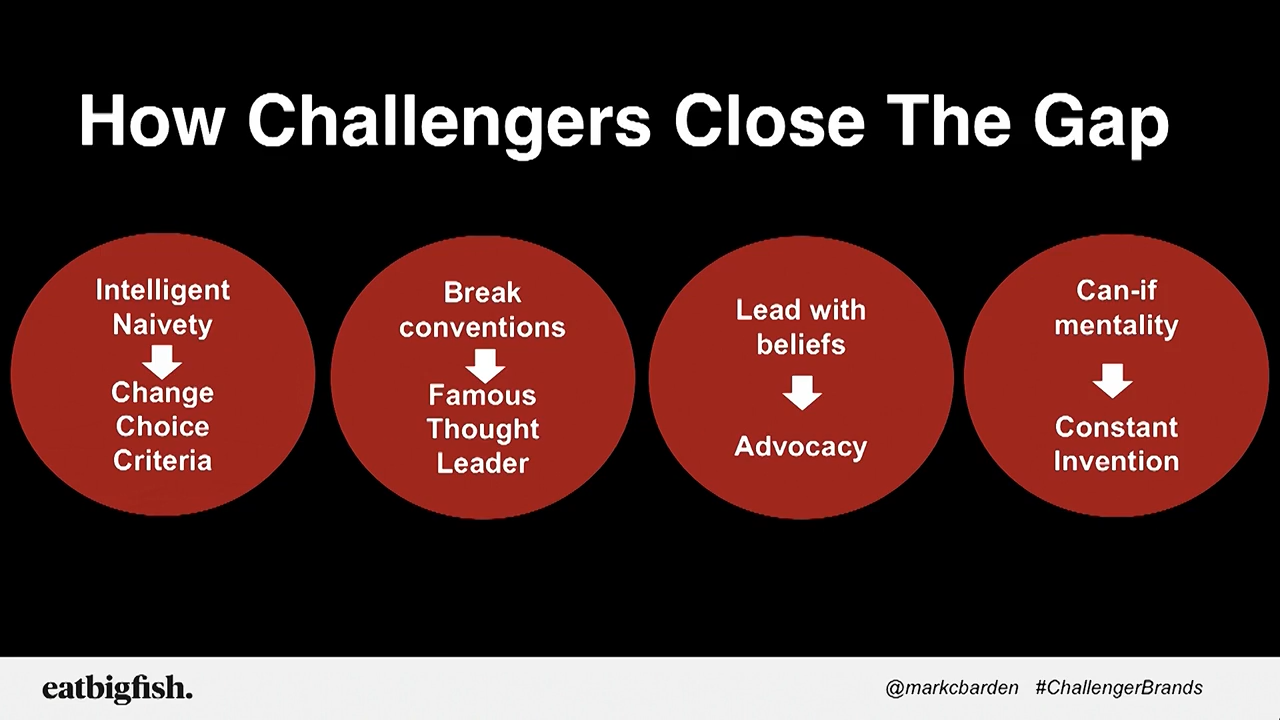 How Challengers Close The Gap
Intelligent
Naivety
Change
Choice
Criteria
Break
conventions
Famous
Thought
Leader
Lead with
beliefs
Advocacy
Can-if
mentality
Constant
Invention
eatbigfish.
@markcbarden #ChallengerBrands